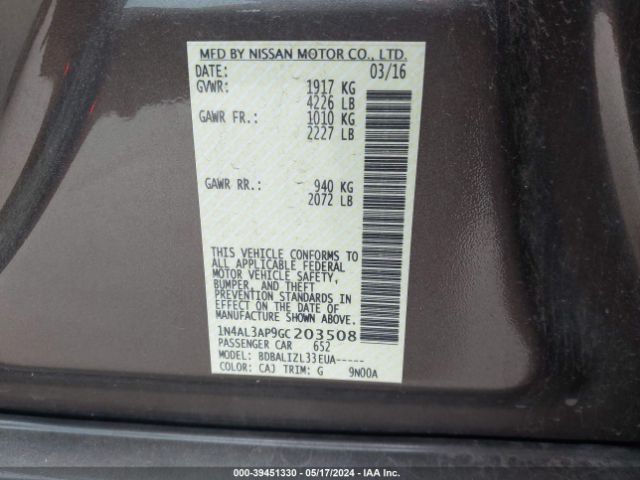 MFD BY NISSAN MOTOR CO., LTD.
DATE: 03/16
GVWR: 1917 KG
4226 LB
GAWR FR.: 1010 KG
2227 LB
GAWR RR.: 940 KG
2072 LB
THIS VEHICLE CONFORMS TO
ALL APPLICABLE FEDERAL
MOTOR VEHICLE SAFETY,
BUMPER, AND THEFT
PREVENTION STANDARDS IN
EFFECT ON THE DATE OF
MANUFACTURE SHOWN ABOVE.
1N4AL3AP9GC203508
PASSENGER CAR 652
MODEL: BDBALIZL33EUA-----
COLOR: CAJ TRIM: G 9N00A
000-39451330 - 05/17/2024 - IAA Inc.